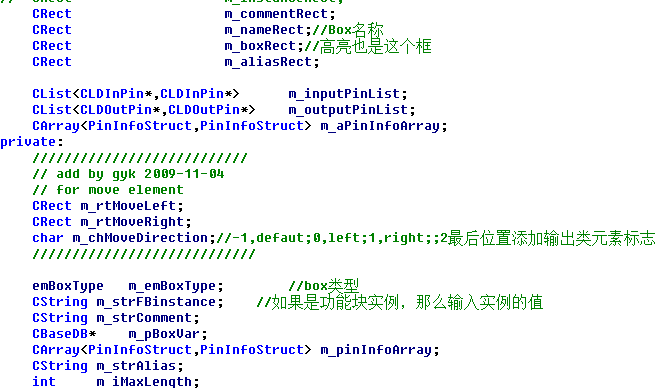 //  CRect                   m_instanceRect;
    CRect                   m_commentRect;
    CRect                   m_nameRect;//Box名称
    CRect                   m_boxRect;//高亮也是这个框
    CRect                   m_aliasRect;
    CList<CLDInPin*,CLDInPin*>      m_inputPinList;
    CList<CLDOutPin*,CLDOutPin*>    m_outputPinList;
    CArray<PinInfoStruct,PinInfoStruct> m_aPinInfoArray;
private:
    ///////////////////////////
    // add by gyk 2009-11-04
    // for move element
    CRect m_rtMoveLeft;
    CRect m_rtMoveRight;
    char m_chMoveDirection;//-1,defaut;0,left;1,right;;2最后位置添加输出类元素标志
    ////////////////////////////
    emBoxType   m_emBoxType;        //box类型
    CString m_strFBinstance;    //如果是功能块实例，那么输入实例的值
    CString m_strComment;
    CBaseDB*    m_pBoxVar;
    CArray<PinInfoStruct,PinInfoStruct> m_pinInfoArray;
    CString m_strAlias;
    int     m_iMaxLength;